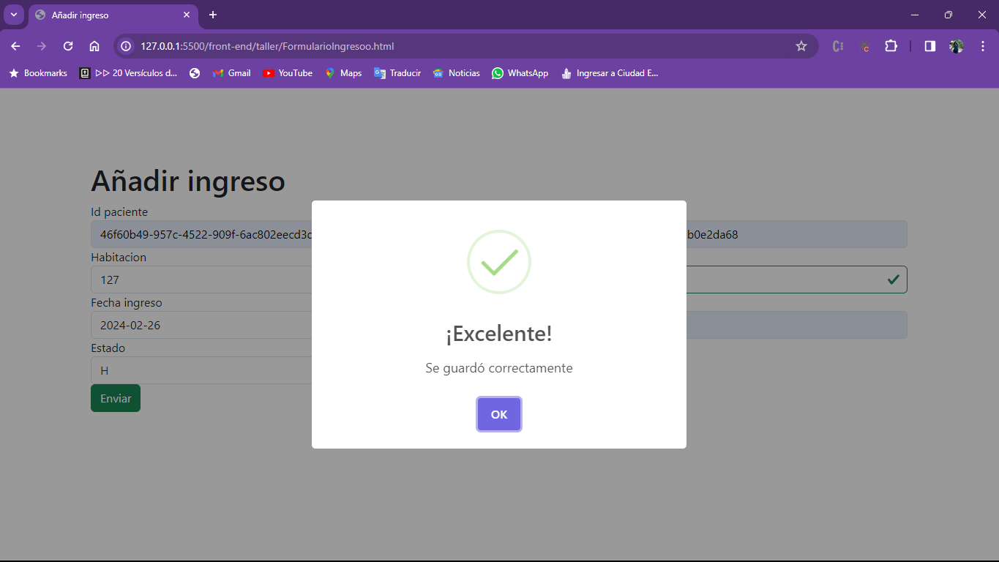 Añadir ingreso
127.0.0.1:5500/front-end/taller/FormularioIngresoo.html
Bookmarks
▷▷ 20 Versículos d...
Gmail
YouTube
Maps
Traducir
Noticias
WhatsApp
Ingresar a Ciudad E...
Añadir ingreso
Id paciente
46f60b49-957c-4522-909f-6ac802eecd3c
b0e2da68
Habitacion
127
Fecha ingreso
2024-02-26
Estado
H
Enviar
¡Excelente!
Se guardó correctamente
OK